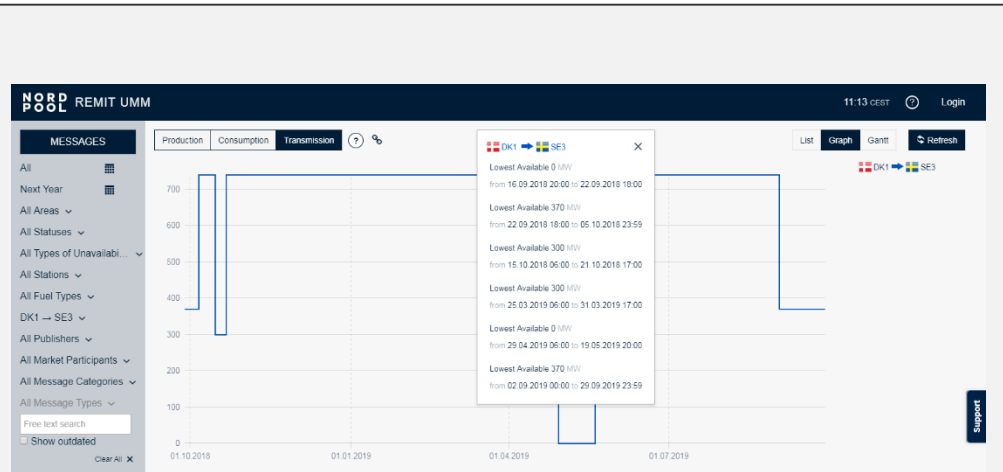 NORD POOL REMIT UMM
11:13 CEST ? Login
MESSAGES
All
Next Year
All Areas
All Statuses
All Types of Unavailabi...
All Stations
All Fuel Types
DK1 → SE3
All Publishers
All Market Participants
All Message Categories
All Message Types
Free text search
Show outdated
Clear All X
Production Consumption Transmission ?
List Graph Gantt Refresh
DK1 → SE3
700
600
500
400
300
200
100
0
01.10.2018 01.01.2019 01.04.2019 01.07.2019
DK1 → SE3
Lowest Available 0 MW
from 16.09.2018 20:00 to 22.09.2018 18:00
Lowest Available 370 MW
from 22.09.2018 18:00 to 05.10.2018 23:59
Lowest Available 300 MW
from 15.10.2018 06:00 to 21.10.2018 17:00
Lowest Available 300 MW
from 25.03.2019 06:00 to 31.03.2019 17:00
Lowest Available 0 MW
from 29.04.2019 06:00 to 19.05.2019 20:00
Lowest Available 370 MW
from 02.09.2019 00:00 to 29.09.2019 23:59
Support